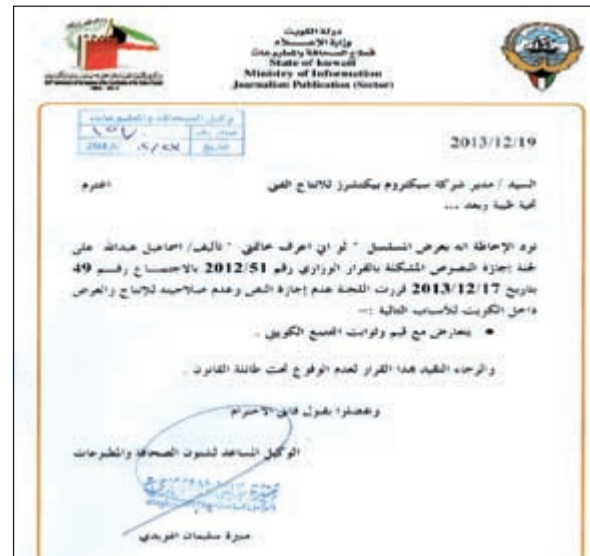 دولة الكويت
وزارة الإعلام
قطاع الصحافة والمطبوعات
State of kuwait
Ministry of Information
Journalism Publication (Sector)
وكيل الصحافة والمطبوعات
2013/12/19
السيد / مدير شركة سبكتروم بيكتشرز للانتاج الفني المحترم
تحية طيبة وبعد ...
نود الإحاطة انه بعرض المسلسل " لو اني اعرف خاتمتي " تأليف/ اسماعيل عبدالله على
لجنة إجازة النصوص المشكلة بالقرار الوزاري رقم 2012/51 بالاجتماع رقم 49
بتاريخ 2013/12/17 قررت اللجنة عدم إجازة النص وعدم صلاحيته للانتاج والعرض
داخل الكويت للأسباب التالية :-
• يتعارض مع قيم وثوابت المجتمع الكويتي .
والرجاء التقيد بهذا القرار لعدم الوقوع تحت طائلة القانون .
وتفضلوا بقبول فائق الاحترام
الوكيل المساعد لشئون الصحافة والمطبوعات
منيرة سليمان الهويدي